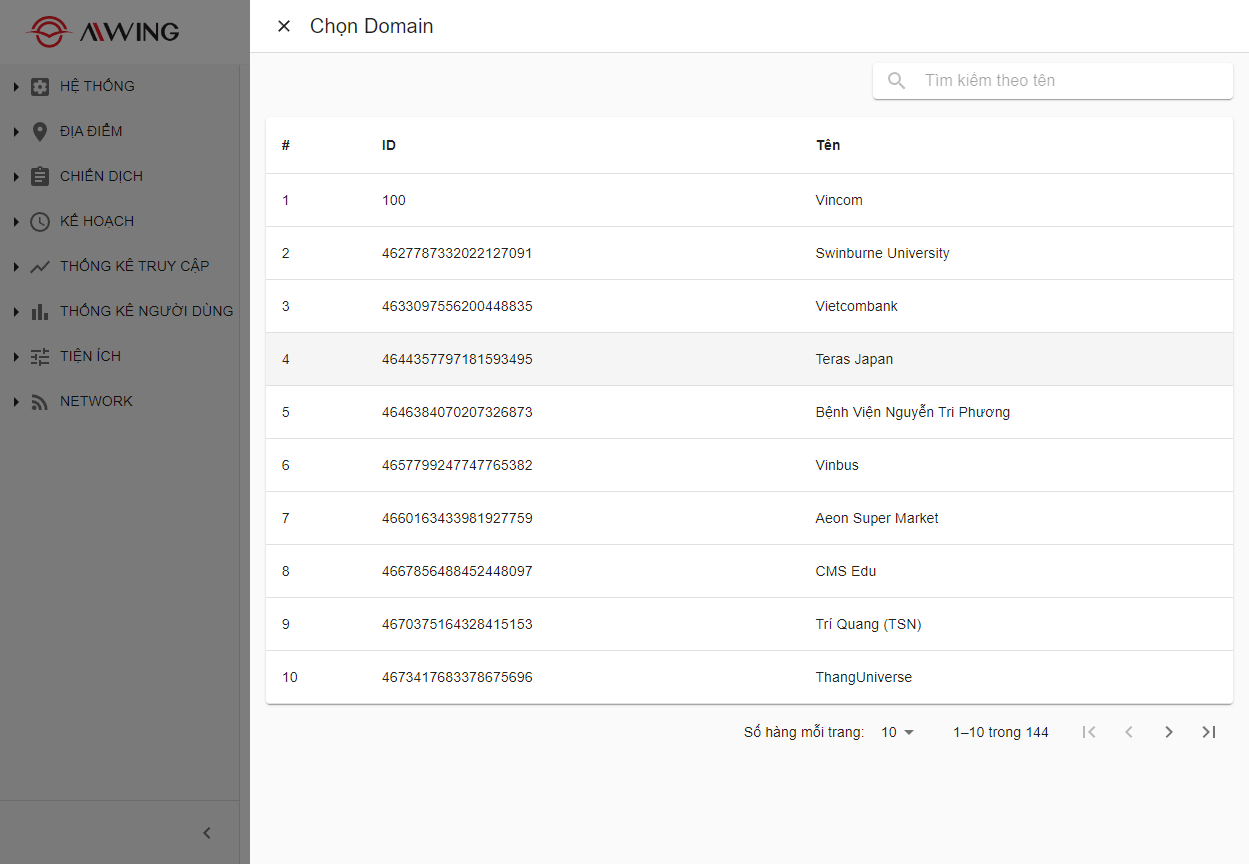 AWING
Chọn Domain
HỆ THỐNG
ĐỊA ĐIỂM
CHIẾN DỊCH
KẾ HOẠCH
THỐNG KÊ TRUY CẬP
THỐNG KÊ NGƯỜI DÙNG
TIỆN ÍCH
NETWORK
Tìm kiếm theo tên
# ID Tên
1 100 Vincom
2 4627787332022127091 Swinburne University
3 4633097556200448835 Vietcombank
4 4644357797181593495 Teras Japan
5 4646384070207326873 Bệnh Viện Nguyễn Tri Phương
6 4657799247747765382 Vinbus
7 4660163433981927759 Aeon Super Market
8 4667856488452448097 CMS Edu
9 4670375164328415153 Trí Quang (TSN)
10 4673417683378675696 ThangUniverse
Số hàng mỗi trang: 10 1–10 trong 144